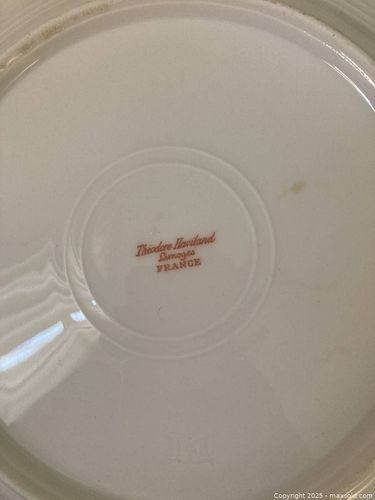 Theodore Haviland
Limoges
FRANCE
Copyright 2025 - maxsold.com